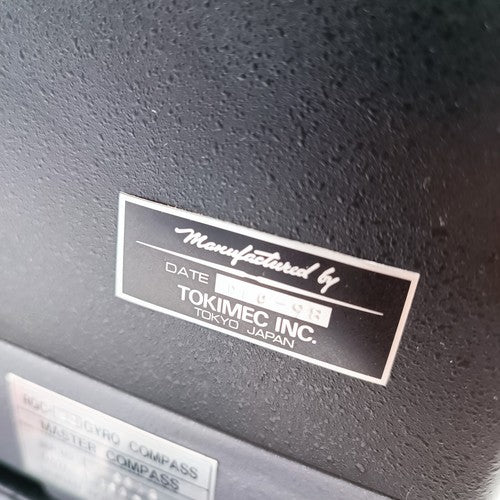 Manufactured by
DATE
TOKIMEC INC.
TOKYO JAPAN
GYRO COMPASS
MASTER COMPASS